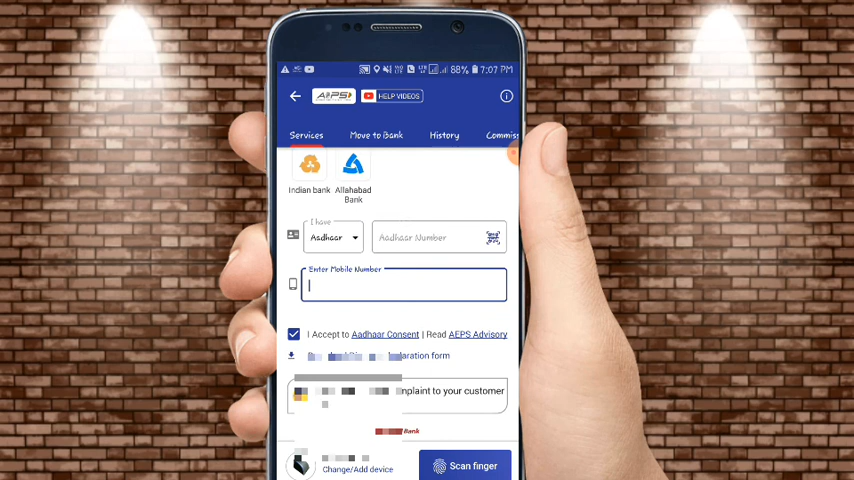 88% 7:07 PM
AEPS HELP VIDEOS
Services Move to Bank History Commiss
Indian bank Allahabad Bank
I have
Aadhaar Aadhaar Number
Enter Mobile Number
I Accept to Aadhaar Consent | Read AEPS Advisory
aration form
nplaint to your customer
Bank
Change/Add device Scan finger